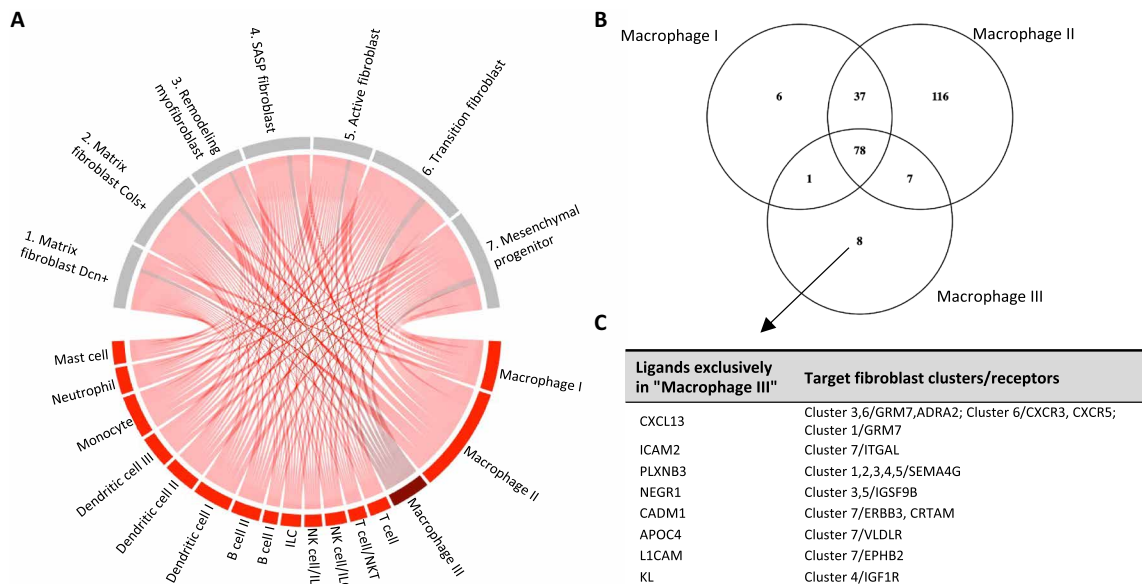 A
1. Matrix
fibroblast Dcn+
2. Matrix
fibroblast Cols+
3. Remodeling
myofibroblast
4. SASP fibroblast
5. Active fibroblast
6. Transition fibroblast
7. Mesenchymal
progenitor
Mast cell
Neutrophil
Monocyte
Dendritic cell III
Dendritic cell II
Dendritic cell I
B cell II
B cell I
ILC
NK cell/IL
NK cell/IL
T cell/NKT
T cell
Macrophage III
Macrophage II
Macrophage I
B
Macrophage I
Macrophage II
6
37
116
78
1
7
8
Macrophage III
C
Ligands exclusively
in "Macrophage III"
Target fibroblast clusters/receptors
CXCL13
Cluster 3,6/GRM7,ADRA2; Cluster 6/CXCR3, CXCR5;
Cluster 1/GRM7
ICAM2 Cluster 7/ITGAL
PLXNB3 Cluster 1,2,3,4,5/SEMA4G
NEGR1 Cluster 3,5/IGSF9B
CADM1 Cluster 7/ERBB3, CRTAM
APOC4 Cluster 7/VLDLR
L1CAM Cluster 7/EPHB2
KL Cluster 4/IGF1R